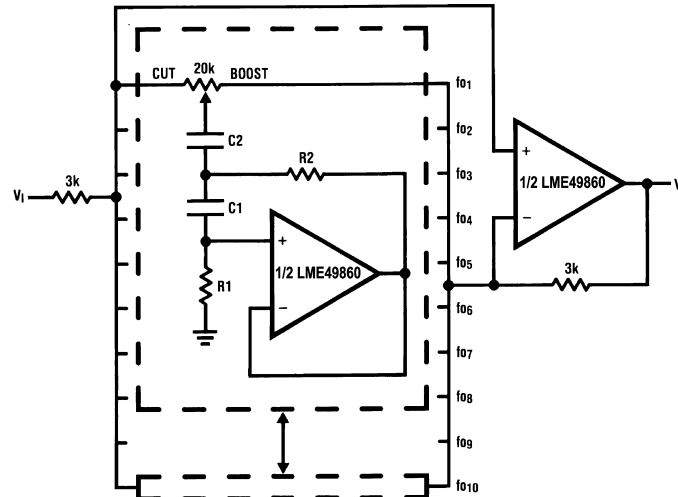 20k
CUT BOOST
fo1
C2
fo2
R2
fo3
+
1/2 LME49860
−
V
3k
VI
C1
fo4
+
1/2 LME49860
−
R1
fo5
3k
fo6
fo7
fo8
fo9
fo10